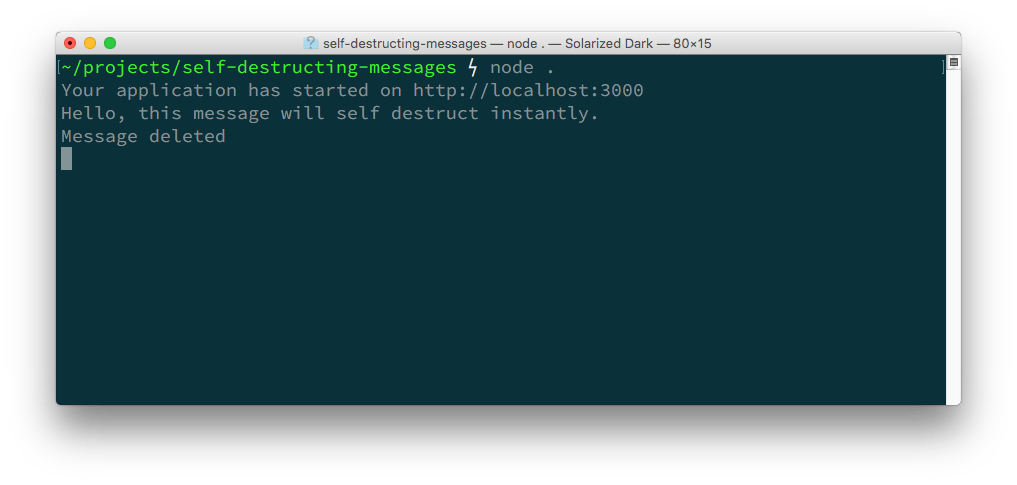 self-destructing-messages — node . — Solarized Dark — 80×15
[~/projects/self-destructing-messages ϟ node . ]
Your application has started on http://localhost:3000
Hello, this message will self destruct instantly.
Message deleted